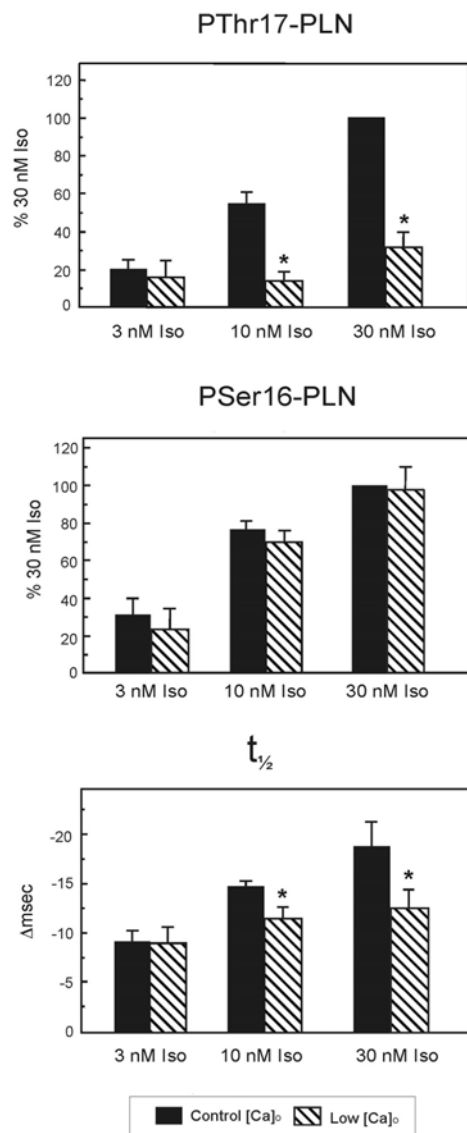 PThr17-PLN
% 30 nM Iso
120
100
80
60
40
20
0
*
*
3 nM Iso 10 nM Iso 30 nM Iso
PSer16-PLN
% 30 nM Iso
120
100
80
60
40
20
0
3 nM Iso 10 nM Iso 30 nM Iso
t½
Δmsec
-20
-15
-10
-5
0
*
*
3 nM Iso 10 nM Iso 30 nM Iso
Control [Ca]₀ Low [Ca]₀